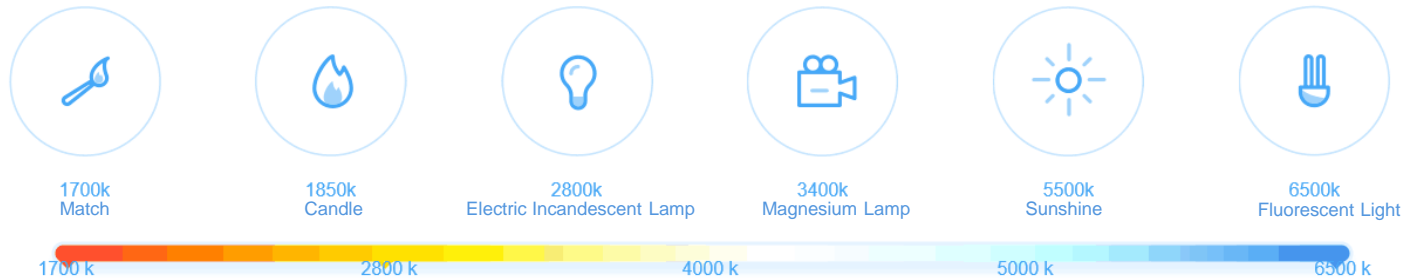 1700k
Match
1850k
Candle
2800k
Electric Incandescent Lamp
3400k
Magnesium Lamp
5500k
Sunshine
6500k
Fluorescent Light
1700 k
2800 k
4000 k
5000 k
6500 k